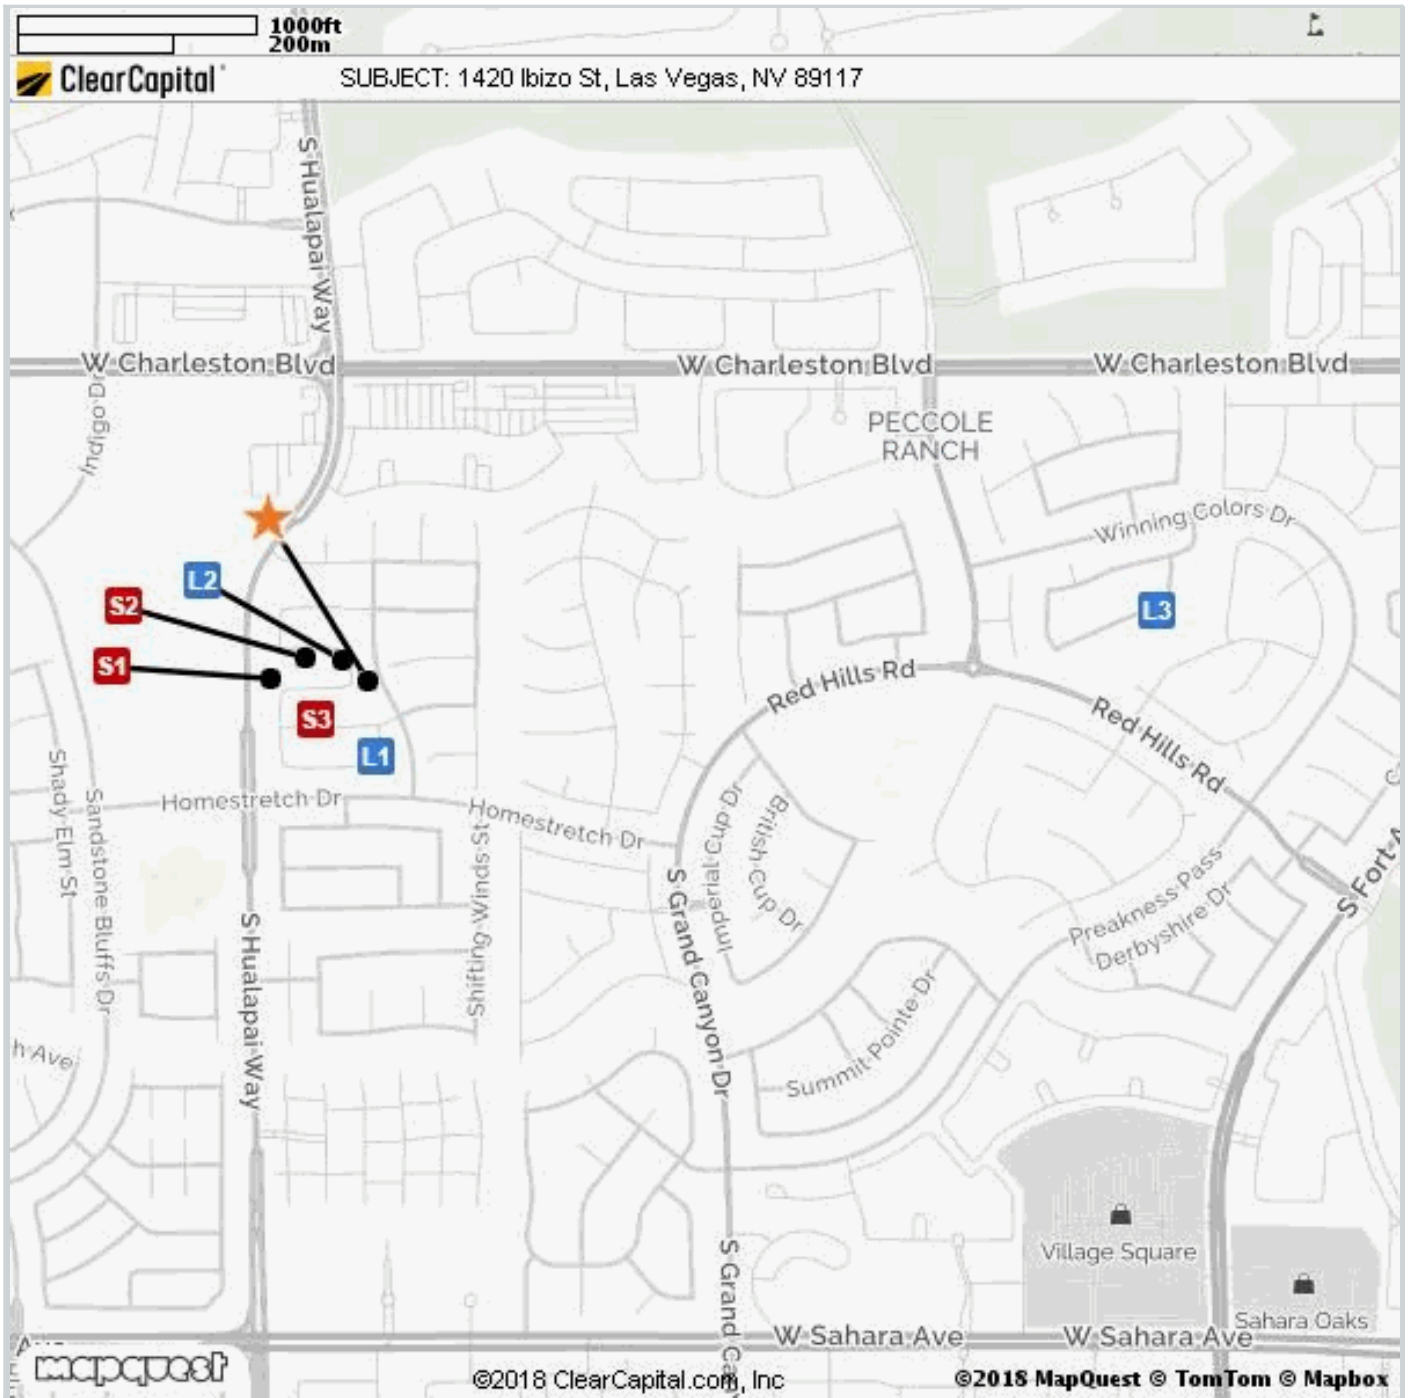 1000ft
200m
ClearCapital
SUBJECT: 1420 Ibizo St, Las Vegas, NV 89117
S Hualapai Way
W Charleston Blvd
W Charleston Blvd
W Charleston Blvd
Indigo Dr
PECCOLE
RANCH
Winning Colors Dr
L2
S2
L3
S1
Red Hills Rd
S3
Red Hills Rd
L1
Shady Elm St
Sandstone Bluffs Dr
Homestretch Dr
Homestretch Dr
Imperial Cup Dr
British Cup Dr
Shifting Winds St
S Grand Canyon Dr
Preakness Pass
Derbyshire Dr
S Fort A
S Hualapai Way
Summit Pointe Dr
h Ave
Village Square
S Grand Ca
Sahara Oaks
W Sahara Ave
W Sahara Ave
mapquest
©2018 ClearCapital.com, Inc
©2018 MapQuest © TomTom © Mapbox